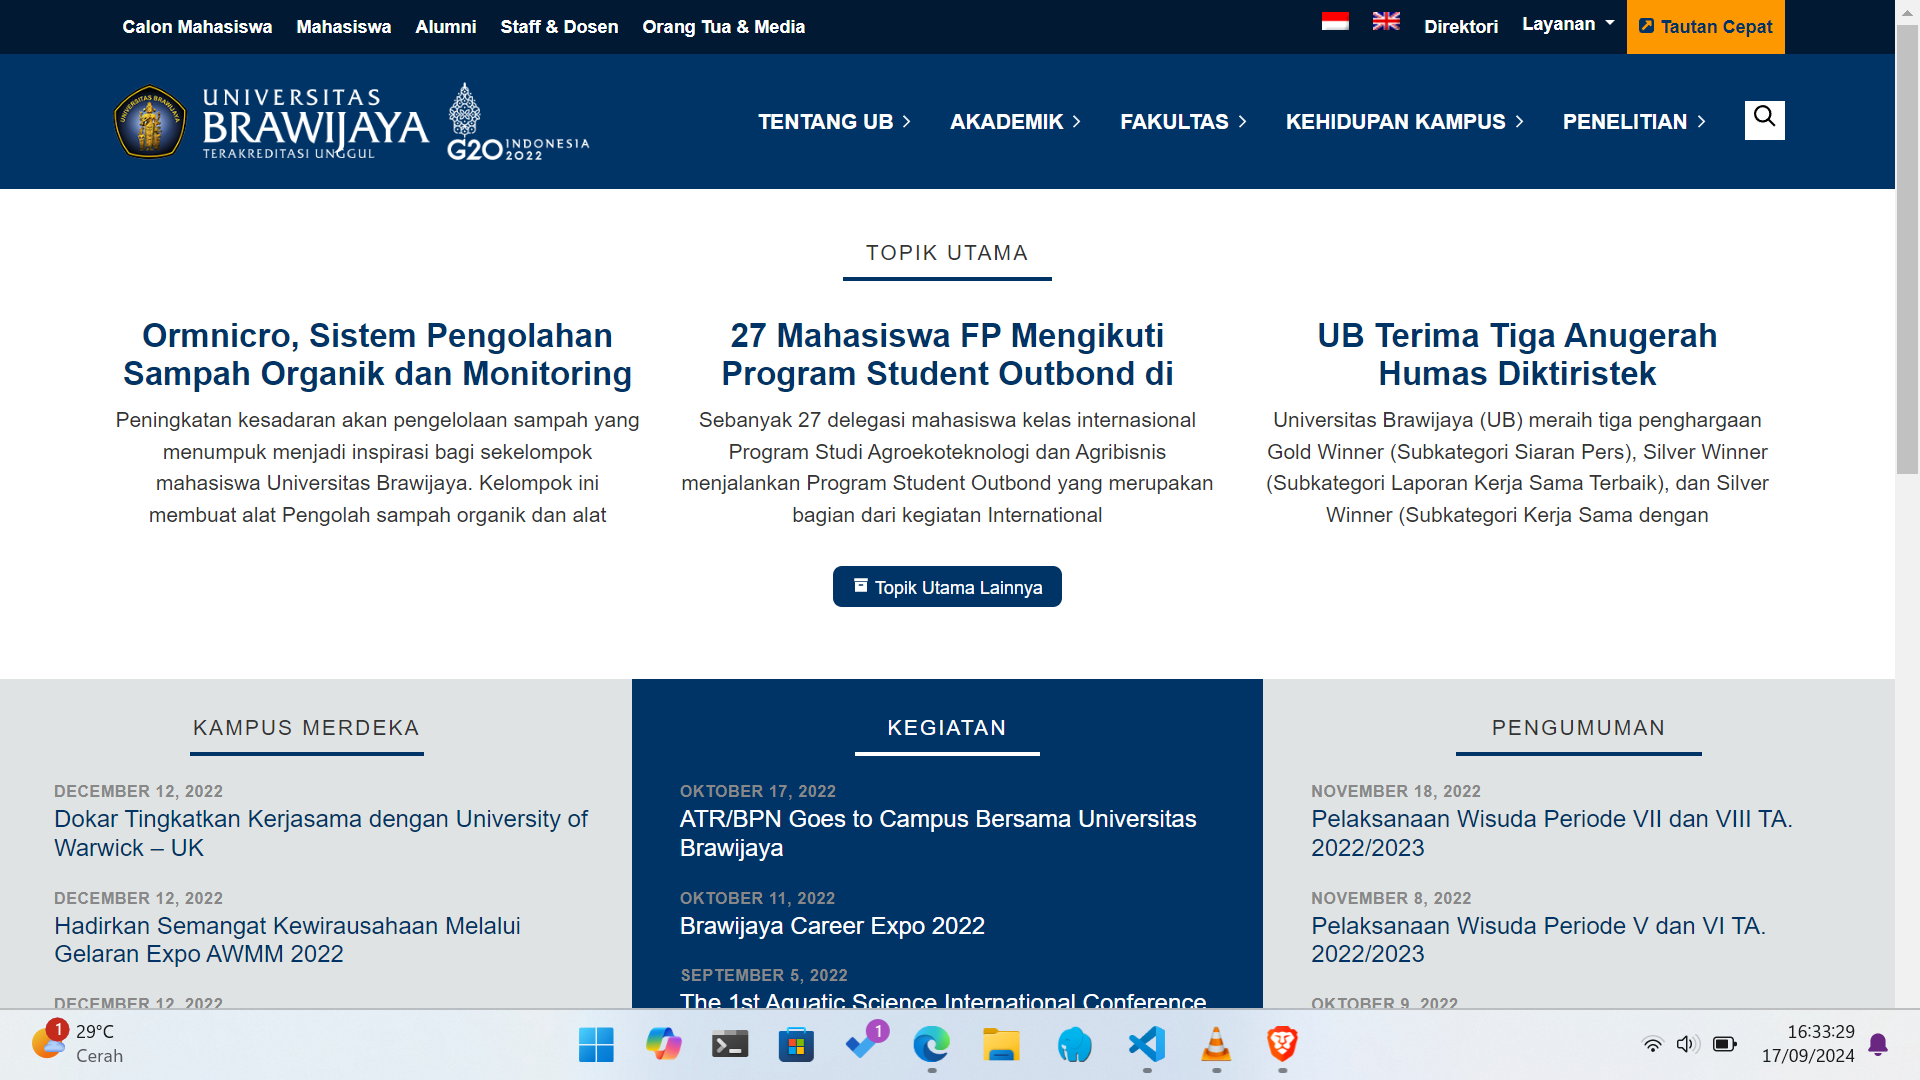 Calon Mahasiswa Mahasiswa Alumni Staff & Dosen Orang Tua & Media Direktori Layanan Tautan Cepat
UNIVERSITAS BRAWIJAYA
UNIVERSITAS
BRAWIJAYA
TERAKREDITASI UNGGUL
G20 INDONESIA
2022
TENTANG UB AKADEMIK FAKULTAS KEHIDUPAN KAMPUS PENELITIAN
TOPIK UTAMA
Ormnicro, Sistem Pengolahan
Sampah Organik dan Monitoring
Peningkatan kesadaran akan pengelolaan sampah yang
menumpuk menjadi inspirasi bagi sekelompok
mahasiswa Universitas Brawijaya. Kelompok ini
membuat alat Pengolah sampah organik dan alat
27 Mahasiswa FP Mengikuti
Program Student Outbond di
Sebanyak 27 delegasi mahasiswa kelas internasional
Program Studi Agroekoteknologi dan Agribisnis
menjalankan Program Student Outbond yang merupakan
bagian dari kegiatan International
UB Terima Tiga Anugerah
Humas Diktiristek
Universitas Brawijaya (UB) meraih tiga penghargaan
Gold Winner (Subkategori Siaran Pers), Silver Winner
(Subkategori Laporan Kerja Sama Terbaik), dan Silver
Winner (Subkategori Kerja Sama dengan
Topik Utama Lainnya
KAMPUS MERDEKA
DECEMBER 12, 2022
Dokar Tingkatkan Kerjasama dengan University of
Warwick – UK
DECEMBER 12, 2022
Hadirkan Semangat Kewirausahaan Melalui
Gelaran Expo AWMM 2022
DECEMBER 12, 2022
KEGIATAN
OKTOBER 17, 2022
ATR/BPN Goes to Campus Bersama Universitas
Brawijaya
OKTOBER 11, 2022
Brawijaya Career Expo 2022
SEPTEMBER 5, 2022
The 1st Aquatic Science International Conference
PENGUMUMAN
NOVEMBER 18, 2022
Pelaksanaan Wisuda Periode VII dan VIII TA.
2022/2023
NOVEMBER 8, 2022
Pelaksanaan Wisuda Periode V dan VI TA.
2022/2023
OKTOBER 9, 2022
1
29°C
Cerah
1
16:33:29
17/09/2024